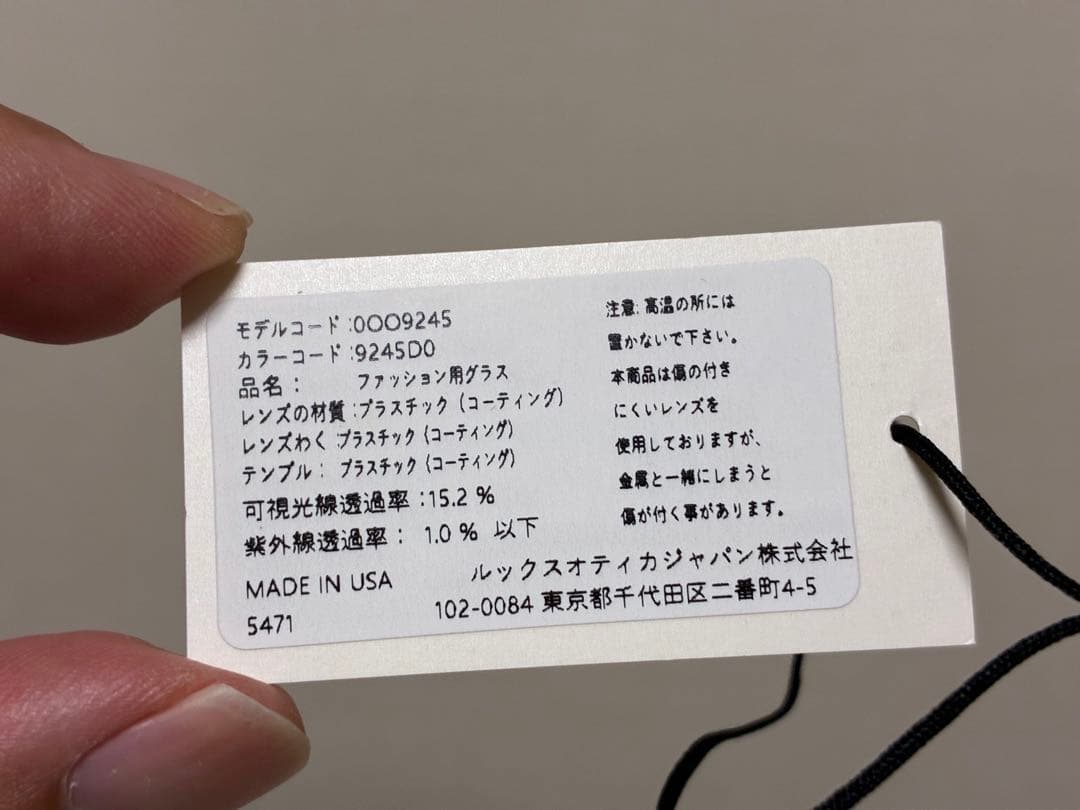 モデルコード:0OO9245
カラーコード:9245D0
品名: ファッション用グラス
レンズの材質:プラスチック(コーティング)
レンズわく:プラスチック(コーティング)
テンプル: プラスチック(コーティング)
可視光線透過率:15.2 %
紫外線透過率: 1.0 % 以下
MADE IN USA
5471
注意:高温の所には
置かないで下さい。
本商品は傷の付き
にくいレンズを
使用しておりますが、
金属と一緒にしまうと
傷が付く事があります。
ルックスオティカジャパン株式会社
102-0084 東京都千代田区二番町4-5